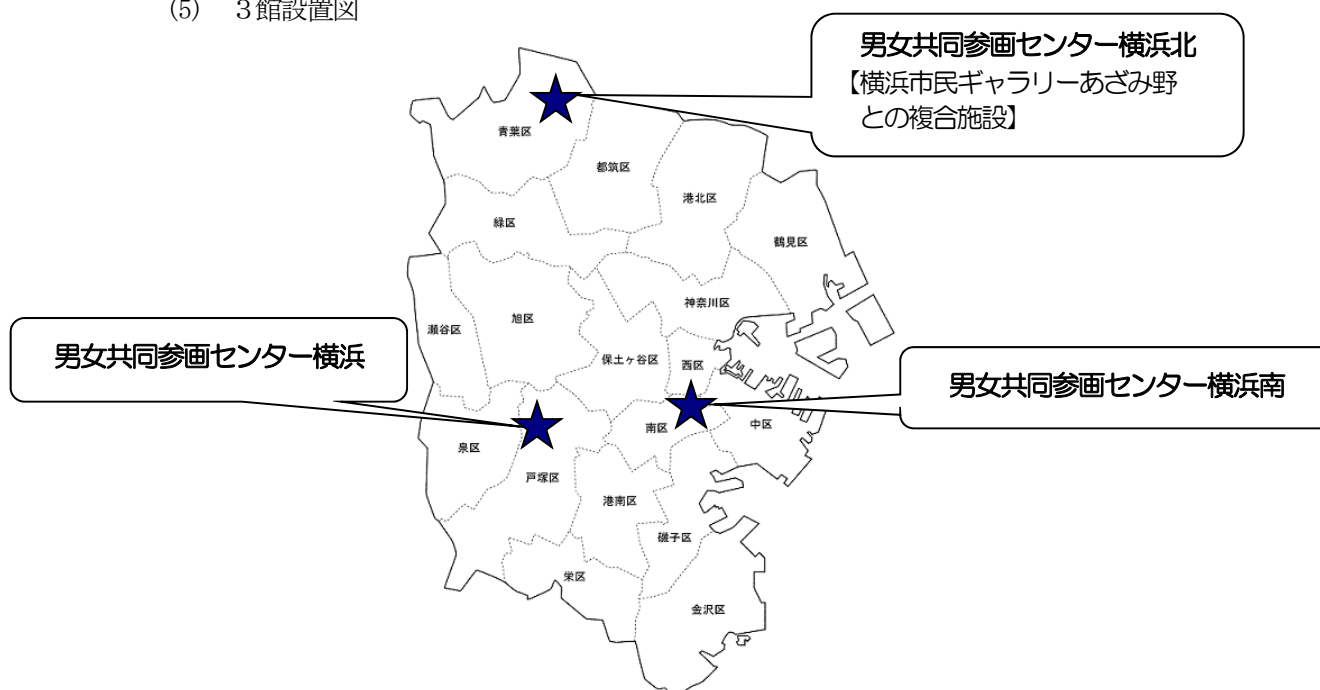 (5)　３館設置図
男女共同参画センター横浜北
【横浜市民ギャラリーあざみ野
との複合施設】
青葉区
都筑区
港北区
緑区
鶴見区
神奈川区
瀬谷区
旭区
保土ヶ谷区
西区
男女共同参画センター横浜
男女共同参画センター横浜南
南区
中区
泉区
戸塚区
港南区
磯子区
栄区
金沢区